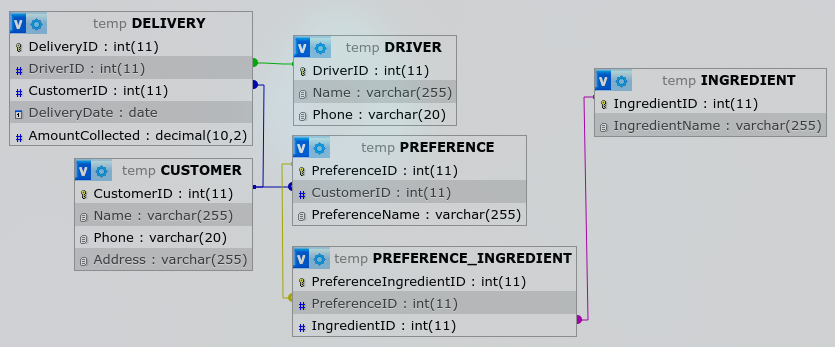 temp DELIVERY
DeliveryID : int(11)
DriverID : int(11)
CustomerID : int(11)
DeliveryDate : date
AmountCollected : decimal(10,2)
temp DRIVER
DriverID : int(11)
Name : varchar(255)
Phone : varchar(20)
temp INGREDIENT
IngredientID : int(11)
IngredientName : varchar(255)
temp CUSTOMER
CustomerID : int(11)
Name : varchar(255)
Phone : varchar(20)
Address : varchar(255)
temp PREFERENCE
PreferenceID : int(11)
CustomerID : int(11)
PreferenceName : varchar(255)
temp PREFERENCE_INGREDIENT
PreferenceIngredientID : int(11)
PreferenceID : int(11)
IngredientID : int(11)